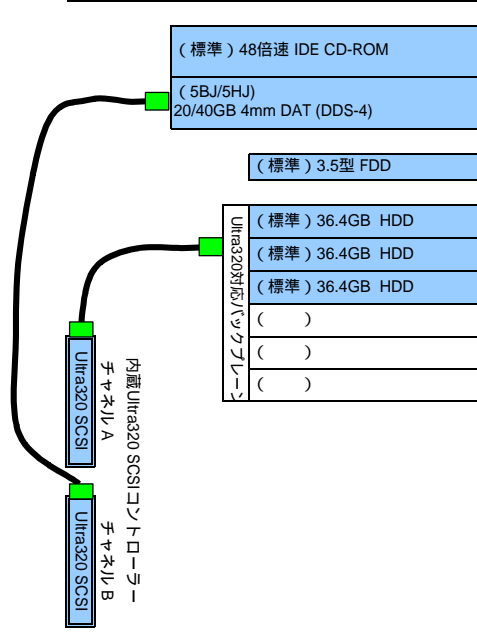 (標準)48倍速 IDE CD-ROM
(5BJ/5HJ)
20/40GB 4mm DAT (DDS-4)
(標準)3.5型 FDD
Ultra320対応バックプレーン
(標準)36.4GB HDD
(標準)36.4GB HDD
(標準)36.4GB HDD
( )
( )
( )
内蔵Ultra320 SCSIコントローラー
チャネル A
Ultra320 SCSI
チャネル B
Ultra320 SCSI